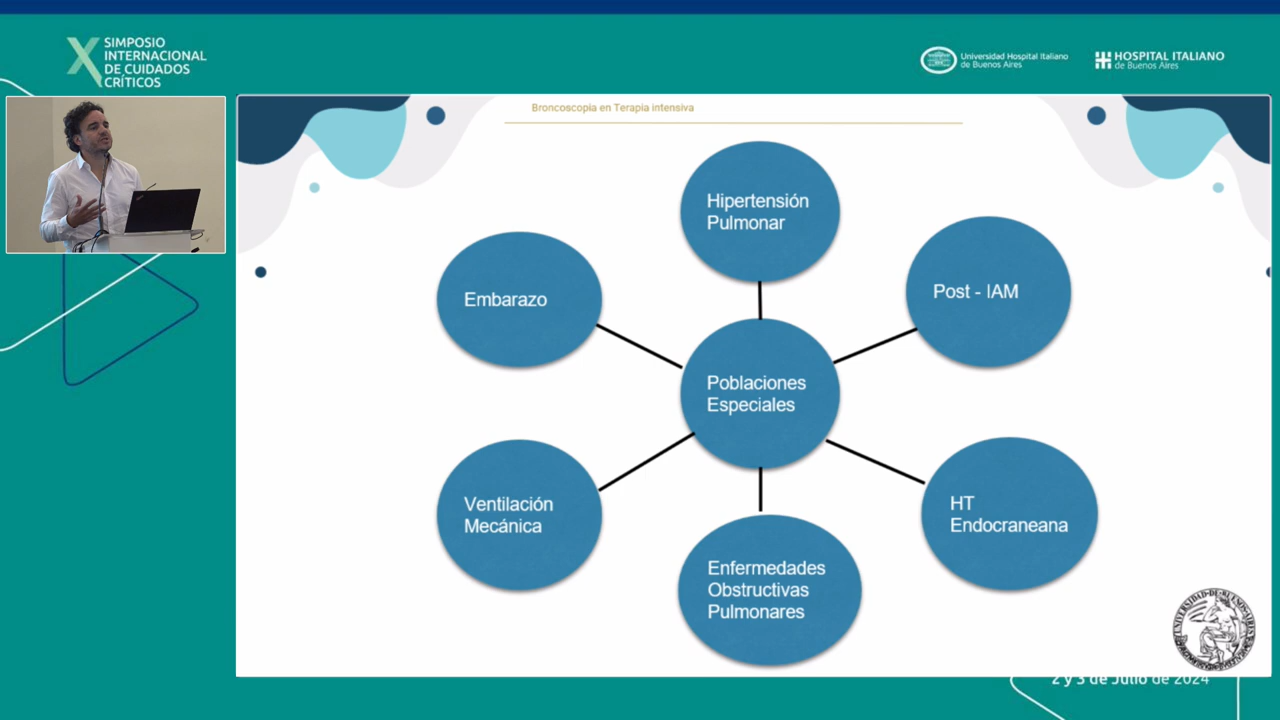 SIMPOSIO
INTERNACIONAL
DE CUIDADOS
CRÍTICOS
Universidad Hospital Italiano
de Buenos Aires
HOSPITAL ITALIANO
de Buenos Aires
Broncoscopia en Terapia intensiva
Hipertensión
Pulmonar
Post - IAM
Embarazo
Poblaciones
Especiales
Ventilación
Mecánica
HT
Endocraneana
Enfermedades
Obstructivas
Pulmonares
2 y 3 de Julio de 2024